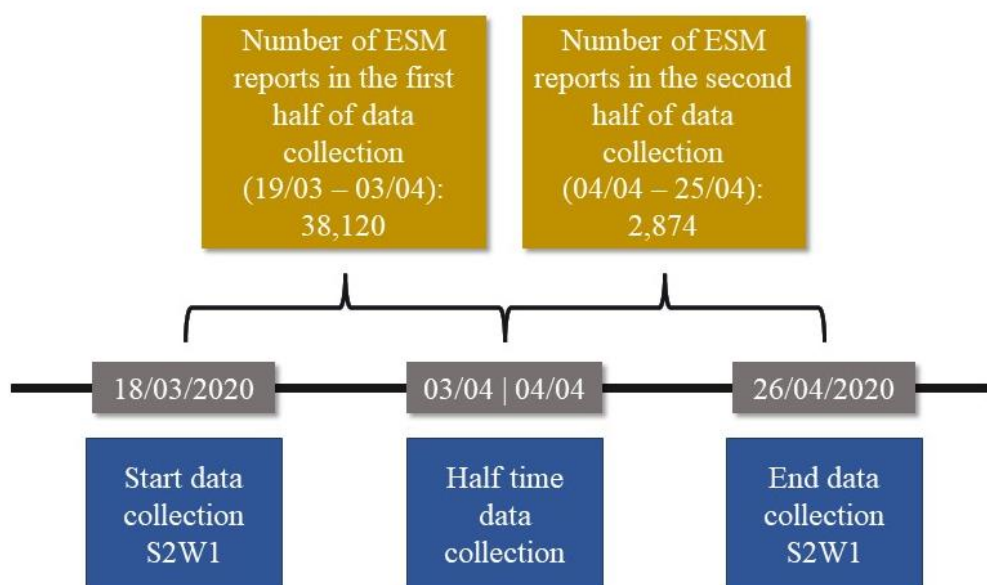 Number of ESM
reports in the first
half of data
collection
(19/03 – 03/04):
38,120
Number of ESM
reports in the second
half of data
collection
(04/04 – 25/04):
2,874
18/03/2020
03/04 | 04/04
26/04/2020
Start data
collection
S2W1
Half time
data
collection
End data
collection
S2W1